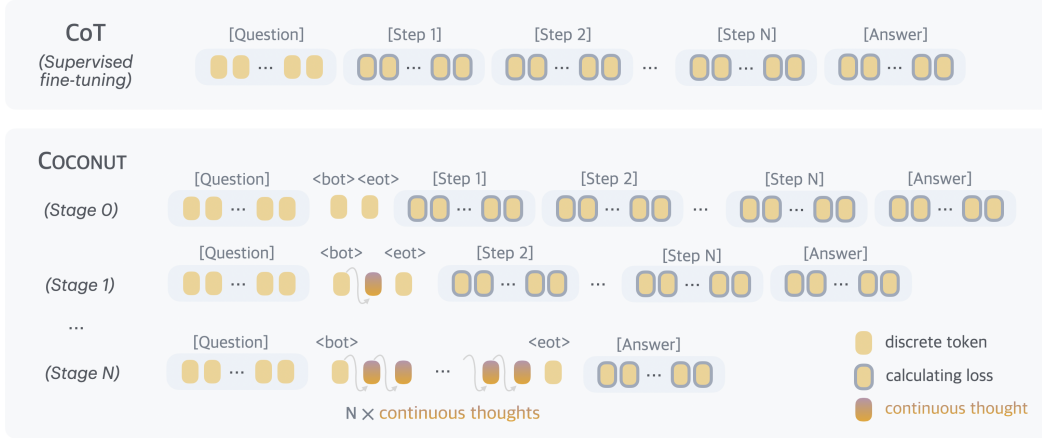 CoT
(Supervised
fine-tuning)
[Question] [Step 1] [Step 2] [Step N] [Answer]
... ... ... ... ... ...
COCONUT
[Question] <bot> <eot> [Step 1] [Step 2] [Step N] [Answer]
(Stage 0) ... ... ... ... ... ...
[Question] <bot> <eot> [Step 2] [Step N] [Answer]
(Stage 1) ... ... ... ... ...
...
[Question] <bot> <eot> [Answer]
(Stage N) ... ... ...
N × continuous thoughts
discrete token
calculating loss
continuous thought